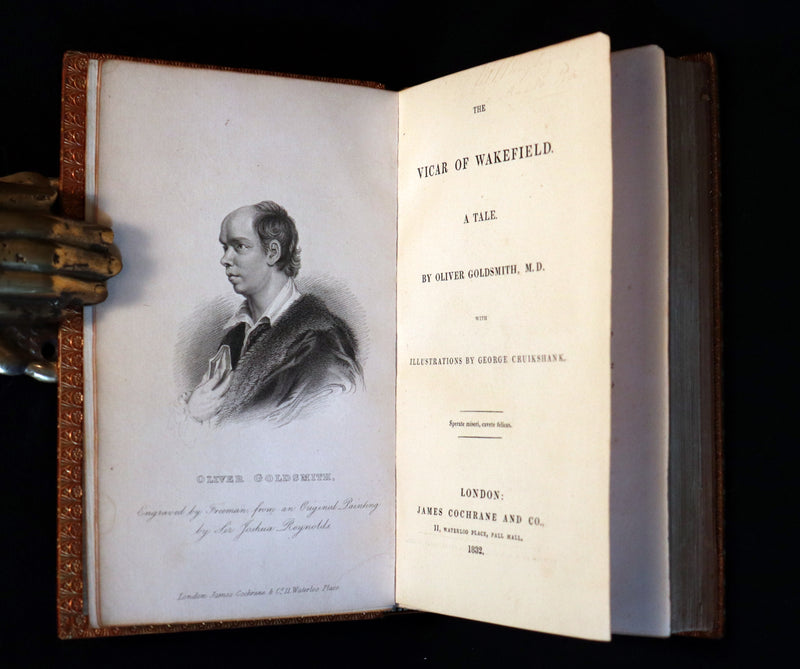 OLIVER GOLDSMITH,
Engraved by Freeman, from an Original Painting
by Sir Joshua Reynolds
London: James Cochrane, & Co. 11, Waterloo Place
THE
VICAR OF WAKEFIELD.
A TALE.
BY OLIVER GOLDSMITH, M.D.
WITH
ILLUSTRATIONS BY GEORGE CRUIKSHANK.
Sperate miseri, cavete felices.
LONDON:
JAMES COCHRANE AND CO.,
11, WATERLOO PLACE, PALL MALL.
1832.